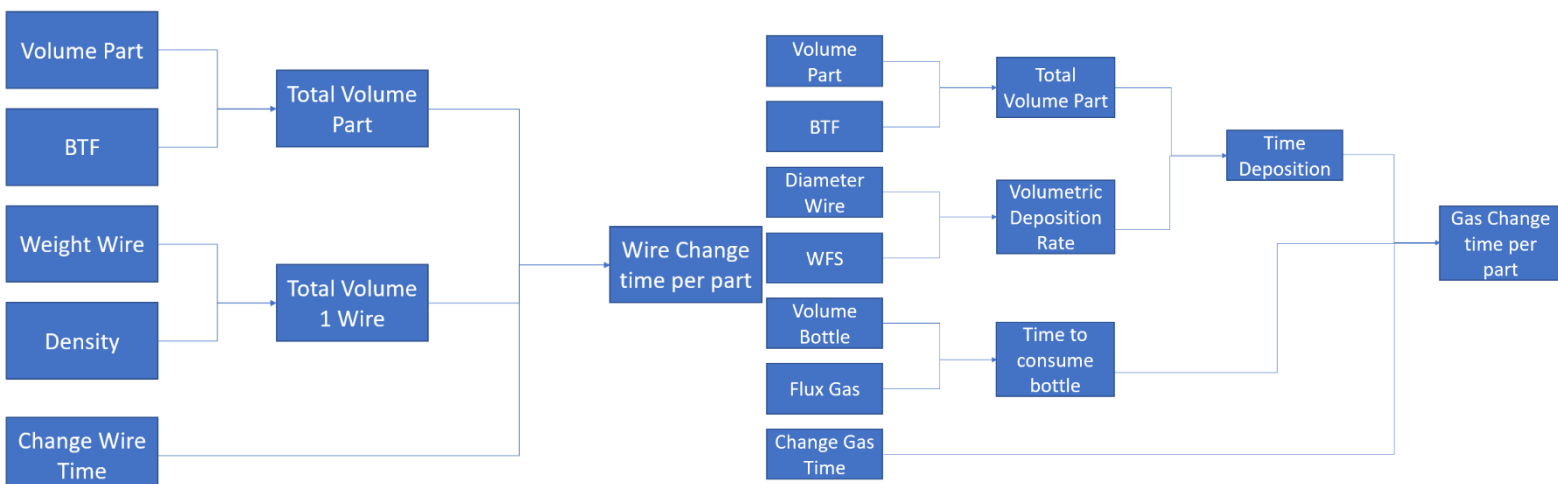 Volume Part
BTF
Total Volume
Part
Weight Wire
Density
Total Volume
1 Wire
Change Wire
Time
Wire Change
time per part
Volume
Part
BTF
Total
Volume Part
Diameter
Wire
WFS
Volumetric
Deposition
Rate
Time
Deposition
Volume
Bottle
Flux Gas
Time to
consume
bottle
Change Gas
Time
Gas Change
time per
part